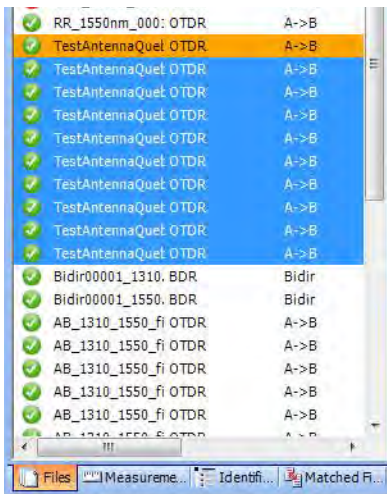 RR_1550nm_000: OTDR A->B
TestAntennaQuel OTDR A->B
TestAntennaQuel OTDR A->B
TestAntennaQuel OTDR A->B
TestAntennaQuel OTDR A->B
TestAntennaQuel OTDR A->B
TestAntennaQuel OTDR A->B
TestAntennaQuel OTDR A->B
TestAntennaQuel OTDR A->B
TestAntennaQuel OTDR A->B
TestAntennaQuel OTDR A->B
Bidir00001_1310. BDR Bidir
Bidir00001_1550. BDR Bidir
AB_1310_1550_fi OTDR A->B
AB_1310_1550_fi OTDR A->B
AB_1310_1550_fi OTDR A->B
AB_1310_1550_fi OTDR A->B
AB_1310_1550_fi OTDR A->B
AB_1310_1550_fi OTDR A->B
Files Measureme... Identifi... Matched Fi...